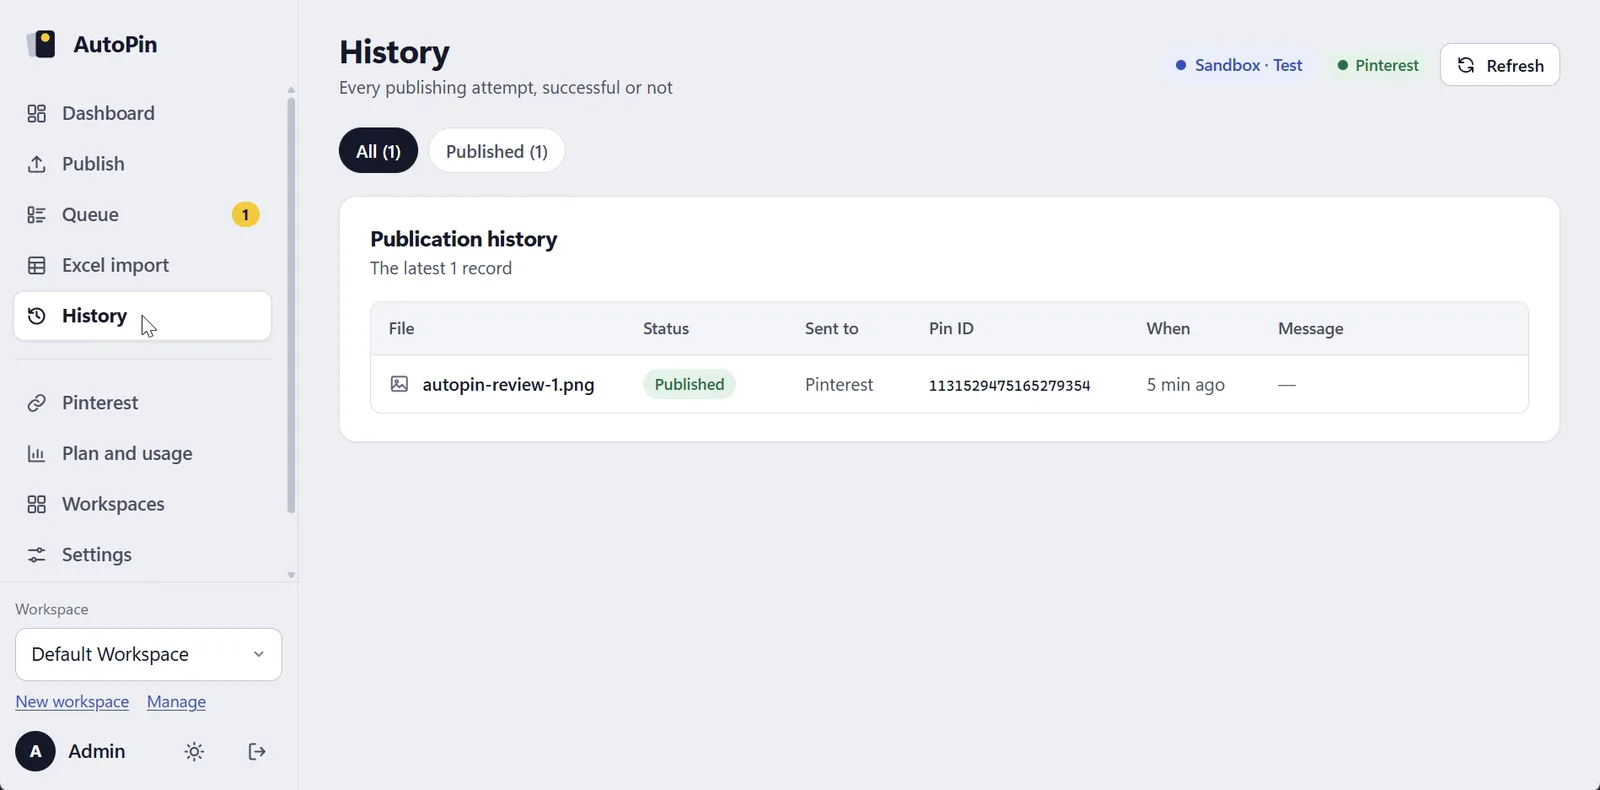 AutoPin
Dashboard
Publish
Queue 1
Excel import
History
Pinterest
Plan and usage
Workspaces
Settings
Workspace
Default Workspace
New workspace Manage
A Admin
History
Every publishing attempt, successful or not
Sandbox · Test Pinterest Refresh
All (1) Published (1)
Publication history
The latest 1 record
File Status Sent to Pin ID When Message
autopin-review-1.png Published Pinterest 1131529475165279354 5 min ago —